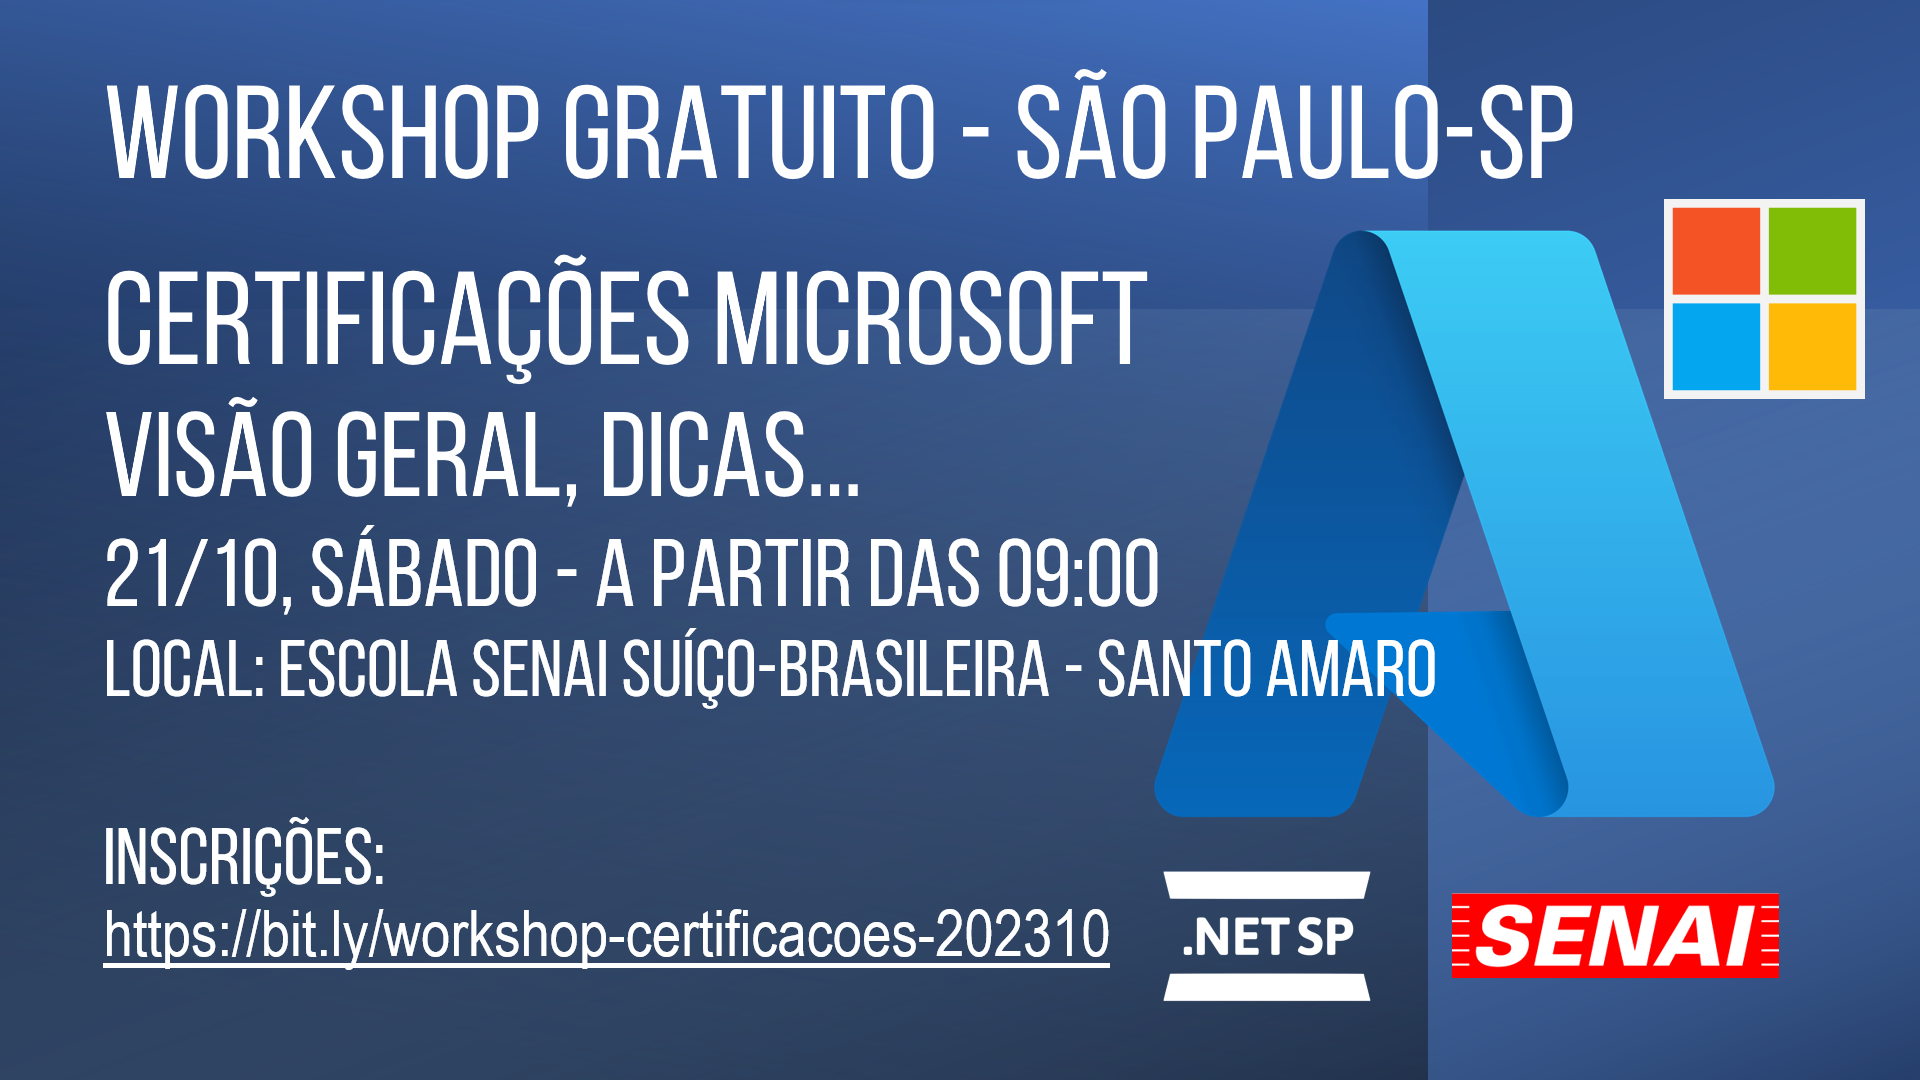 WORKSHOP GRATUITO - SÃO PAULO-SP
CERTIFICAÇÕES MICROSOFT
VISÃO GERAL, DICAS...
21/10, SÁBADO - A PARTIR DAS 09:00
LOCAL: ESCOLA SENAI SUÍÇO-BRASILEIRA - SANTO AMARO
INSCRIÇÕES:
https://bit.ly/workshop-certificacoes-202310
.NET SP
SENAI